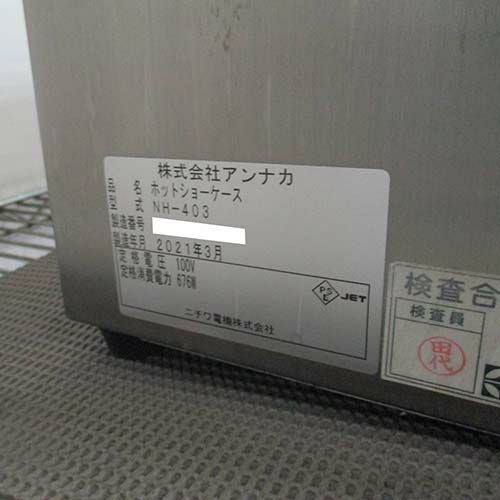 株式会社アンナカ
品名 ホットショーケース
型式 NH-403
製造番号
製造年月 2021年3月
定格電圧 100V
定格消費電力 676W
PS
E
JET
ニチワ電機株式会社
検査合
検査員
田代